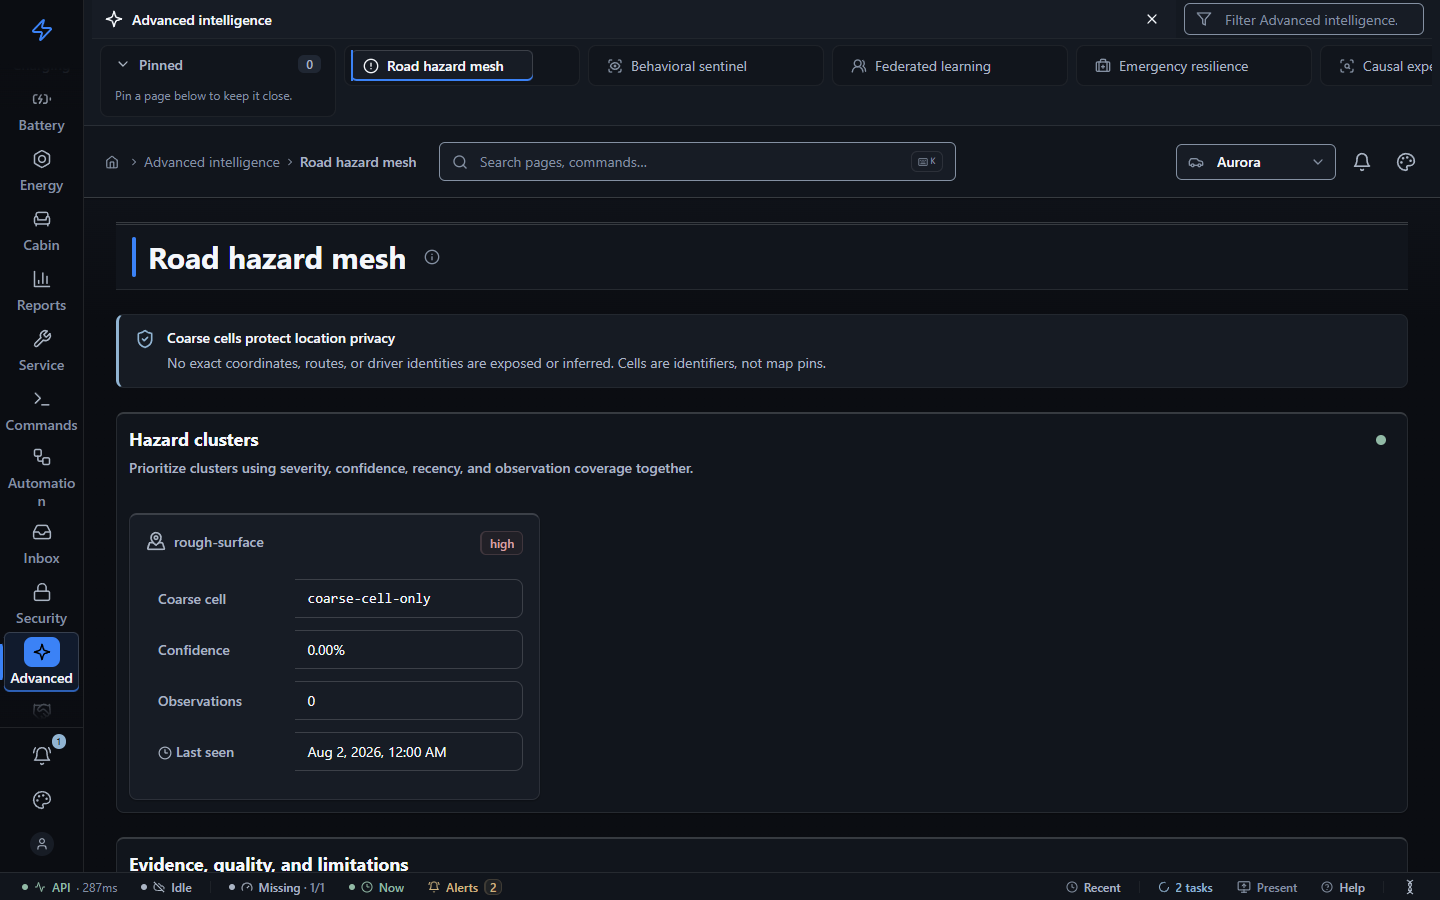 Advanced intelligence
Filter Advanced intelligence.
Pinned
0
Pin a page below to keep it close.
Road hazard mesh
Behavioral sentinel
Federated learning
Emergency resilience
Causal expe
Battery
Energy
Cabin
Reports
Service
Commands
Automatio
n
Inbox
Security
Advanced
1
Advanced intelligence
Road hazard mesh
Search pages, commands...
K
Aurora
Road hazard mesh
Coarse cells protect location privacy
No exact coordinates, routes, or driver identities are exposed or inferred. Cells are identifiers, not map pins.
Hazard clusters
Prioritize clusters using severity, confidence, recency, and observation coverage together.
rough-surface
high
Coarse cell
coarse-cell-only
Confidence
0.00%
Observations
0
Last seen
Aug 2, 2026, 12:00 AM
Evidence, quality, and limitations
API · 287ms
Idle
Missing · 1/1
Now
Alerts 2
Recent
2 tasks
Present
Help